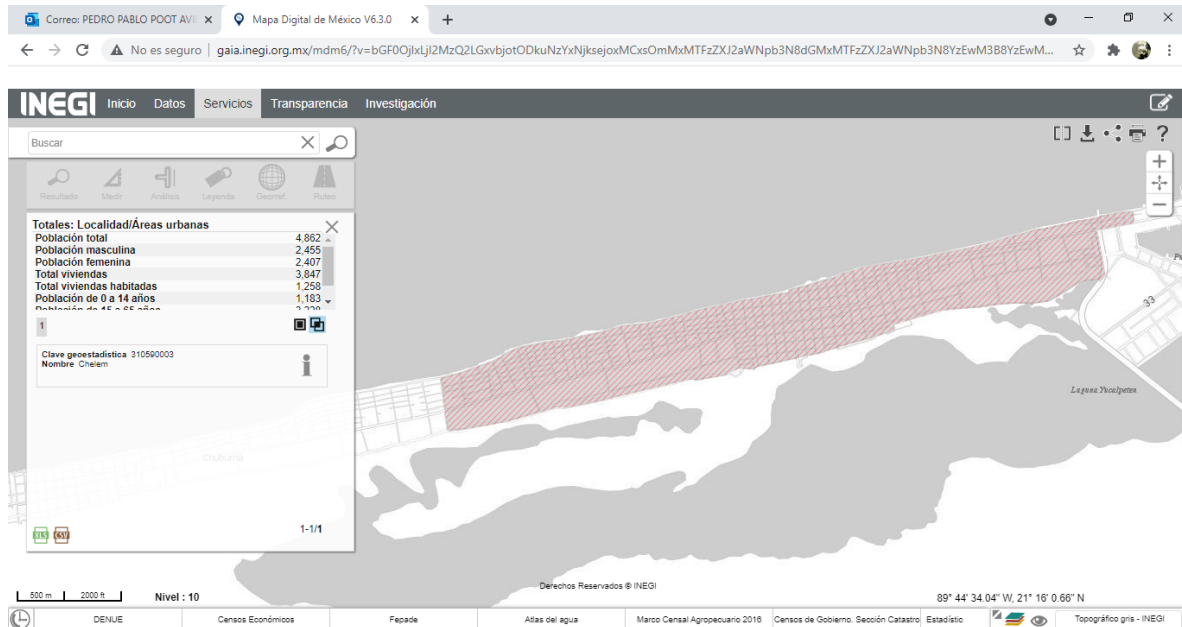 Correo: PEDRO PABLO POOT AVI
Mapa Digital de México V6.3.0
No es seguro | gaia.inegi.org.mx/mdm6/?v=bGF0OjIxLjI2MzQ2LGxvbjotODkuNzYxNjksejoxMCxsOmMxMTFzZXJ2aWNpb3N8dGMxMTFzZXJ2aWNpb3N8YzEwM3B8YzEwM...
INEGI Inicio Datos Servicios Transparencia Investigación
Buscar
Resultado Medir Análisis Leyenda Georref. Ruteo
Totales: Localidad/Áreas urbanas
Población total 4,862
Población masculina 2,455
Población femenina 2,407
Total viviendas 3,847
Total viviendas habitadas 1,258
Población de 0 a 14 años 1,183
1
Clave geoestadistica 310590003
Nombre Chelem
Chuburna
XLS CSV
1-1/1
33
Laguna Yucalpeten
500 m 2000 ft
Nivel : 10
Derechos Reservados © INEGI
89° 44' 34.04" W, 21° 16' 0.66" N
DENUE Censos Económicos Fepade Atlas del agua Marco Censal Agropecuario 2016 Censos de Gobierno. Sección Catastro Estadístic Topográfico gris - INEGI